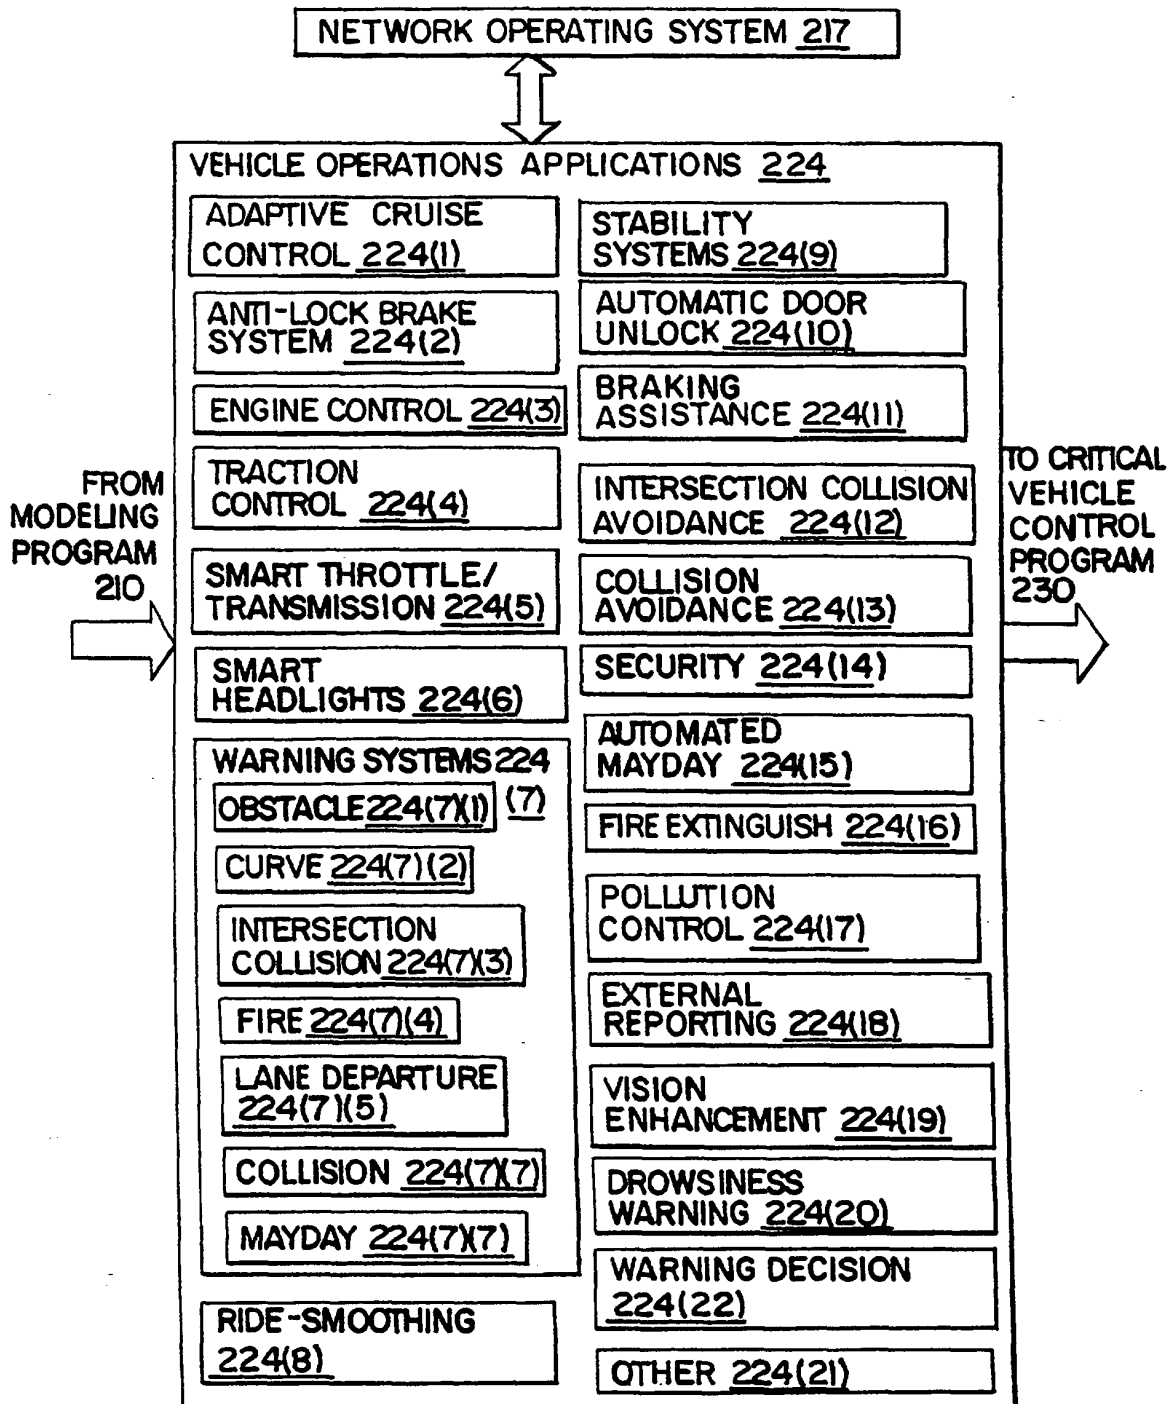 NETWORK OPERATING SYSTEM 217
VEHICLE OPERATIONS APPLICATIONS 224
FROM
MODELING
PROGRAM
210
ADAPTIVE CRUISE
CONTROL 224(1)
ANTI-LOCK BRAKE
SYSTEM 224(2)
ENGINE CONTROL 224(3)
TRACTION
CONTROL 224(4)
SMART THROTTLE/
TRANSMISSION 224(5)
SMART
HEADLIGHTS 224(6)
WARNING SYSTEMS 224
(7)
OBSTACLE 224(7)(1)
CURVE 224(7)(2)
INTERSECTION
COLLISION 224(7)(3)
FIRE 224(7)(4)
LANE DEPARTURE
224(7)(5)
COLLISION 224(7)(7)
MAYDAY 224(7)(7)
RIDE-SMOOTHING
224(8)
STABILITY
SYSTEMS 224(9)
AUTOMATIC DOOR
UNLOCK 224(10)
BRAKING
ASSISTANCE 224(11)
INTERSECTION COLLISION
AVOIDANCE 224(12)
COLLISION
AVOIDANCE 224(13)
SECURITY 224(14)
AUTOMATED
MAYDAY 224(15)
FIRE EXTINGUISH 224(16)
POLLUTION
CONTROL 224(17)
EXTERNAL
REPORTING 224(18)
VISION
ENHANCEMENT 224(19)
DROWSINESS
WARNING 224(20)
WARNING DECISION
224(22)
OTHER 224(21)
TO CRITICAL
VEHICLE
CONTROL
PROGRAM
230